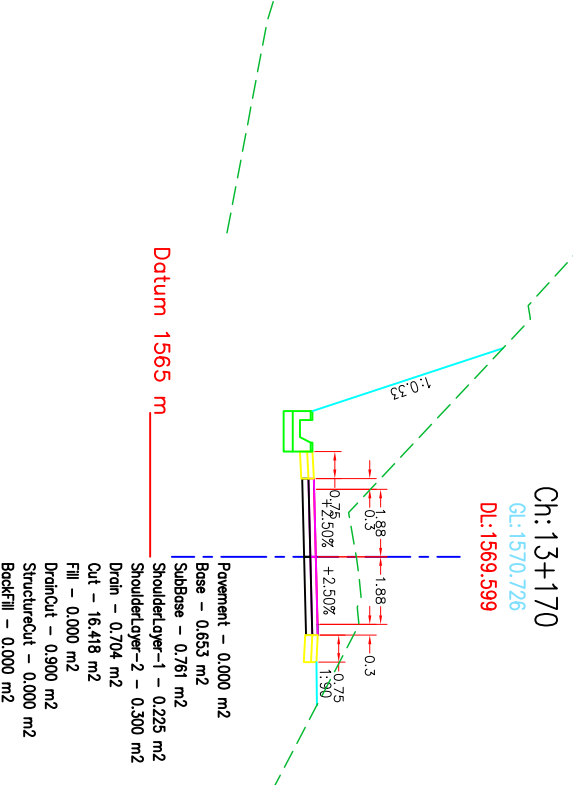 Ch:13+170
GL:1570.726
DL:1569.599
1:0.33
1.88
1.88
0.3
0.3
0.75
0.75
+2.50%
+2.50%
1:90
Datum 1565 m
Pavement - 0.000 m2
Base - 0.653 m2
SubBase - 0.761 m2
ShoulderLayer-1 - 0.225 m2
ShoulderLayer-2 - 0.300 m2
Drain - 0.704 m2
Cut - 16.418 m2
Fill - 0.000 m2
DrainCut - 0.900 m2
StructureCut - 0.000 m2
BackFill - 0.000 m2